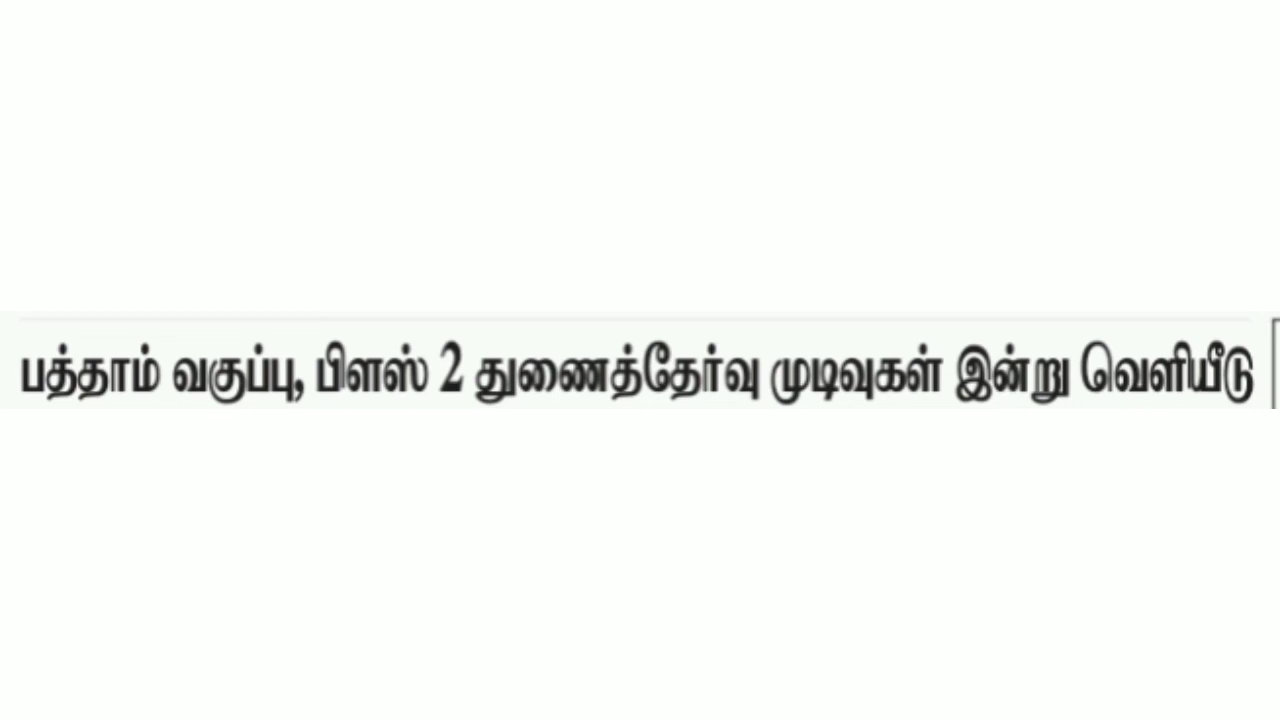 பத்தாம் வகுப்பு, பிளஸ் 2 துணைத்தேர்வு முடிவுகள் இன்று வெளியீடு